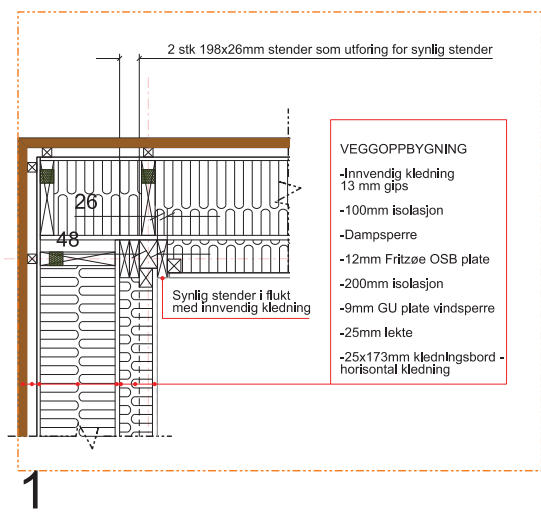 2 stk 198x26mm stender som utforing for synlig stender
VEGGOPPBYGNING
-Innvendig kledning
13 mm gips
-100mm isolasjon
-Dampsperre
-12mm Fritzøe OSB plate
-200mm isolasjon
-9mm GU plate vindsperre
-25mm lekte
-25x173mm kledningsbord -
horisontal kledning
26
48
Synlig stender i flukt
med innvendig kledning
1